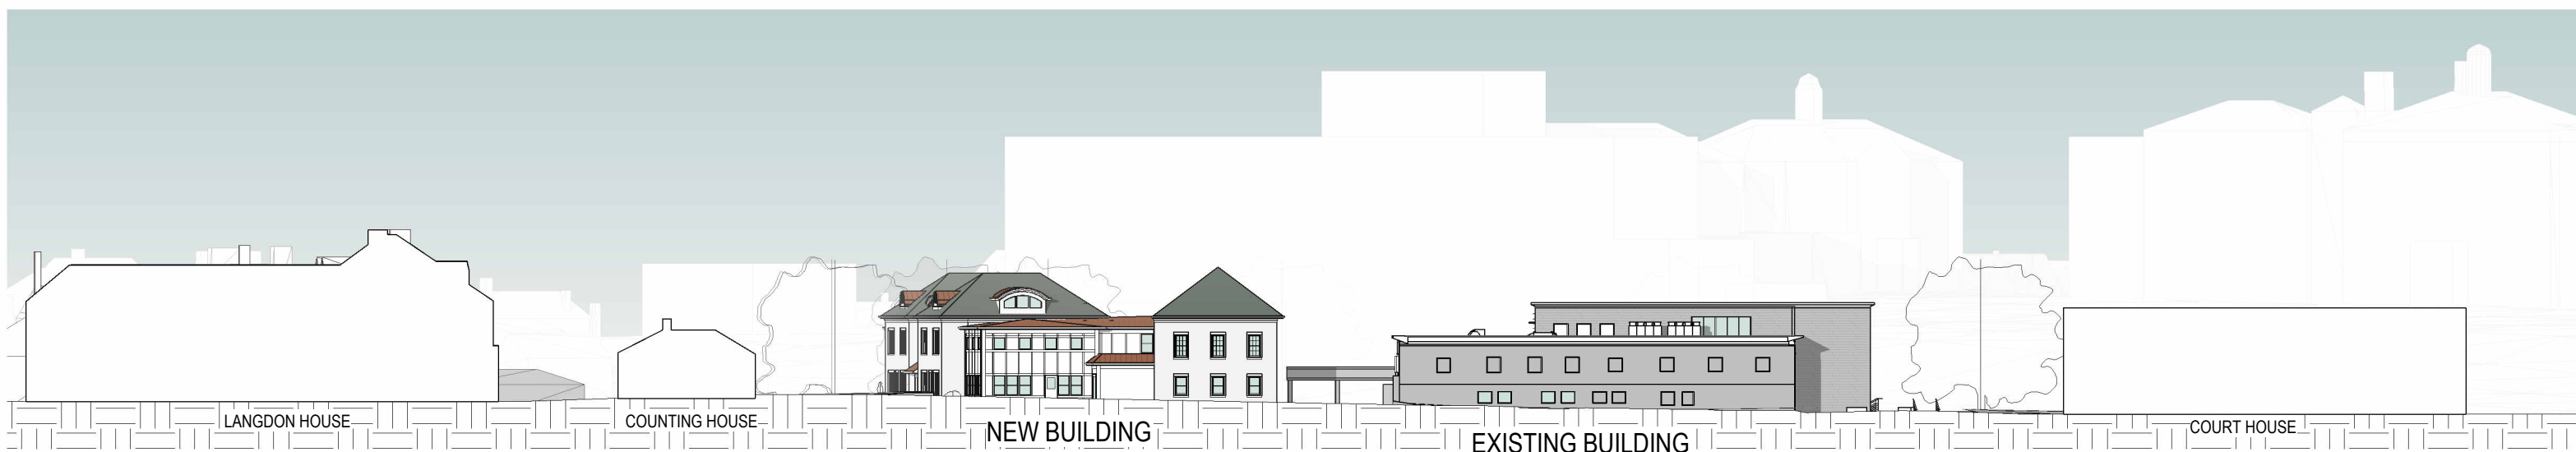 LANGDON HOUSE
COUNTING HOUSE
NEW BUILDING
EXISTING BUILDING
COURT HOUSE